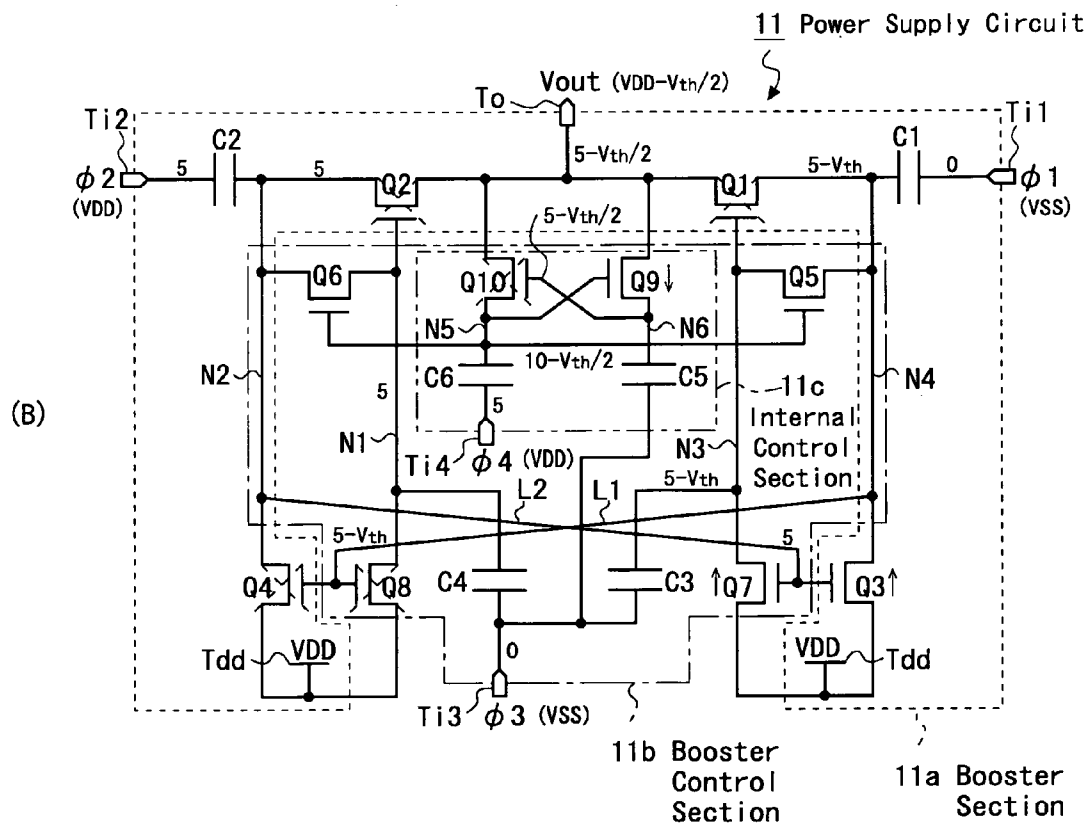 11 Power Supply Circuit
Vout (VDD-Vth/2)
To
Ti2
C2
C1
Ti1
5
5
Q2
5-Vth/2
Q1
5-Vth
0
φ2
(VDD)
φ1
(VSS)
5-Vth/2
Q6
Q10
Q9↓
Q5
N5
N6
N2
10-Vth/2
N4
C6
C5
11c
Internal
Control
Section
(B)
5
5
N1
Ti4
φ4 (VDD)
N3
L2
L1
5-Vth
5-Vth
5
Q4
Q8
C4
C3
↑Q7
Q3↑
Tdd
VDD
VDD
Tdd
0
Ti3
φ3 (VSS)
11b Booster
Control
Section
11a Booster
Section